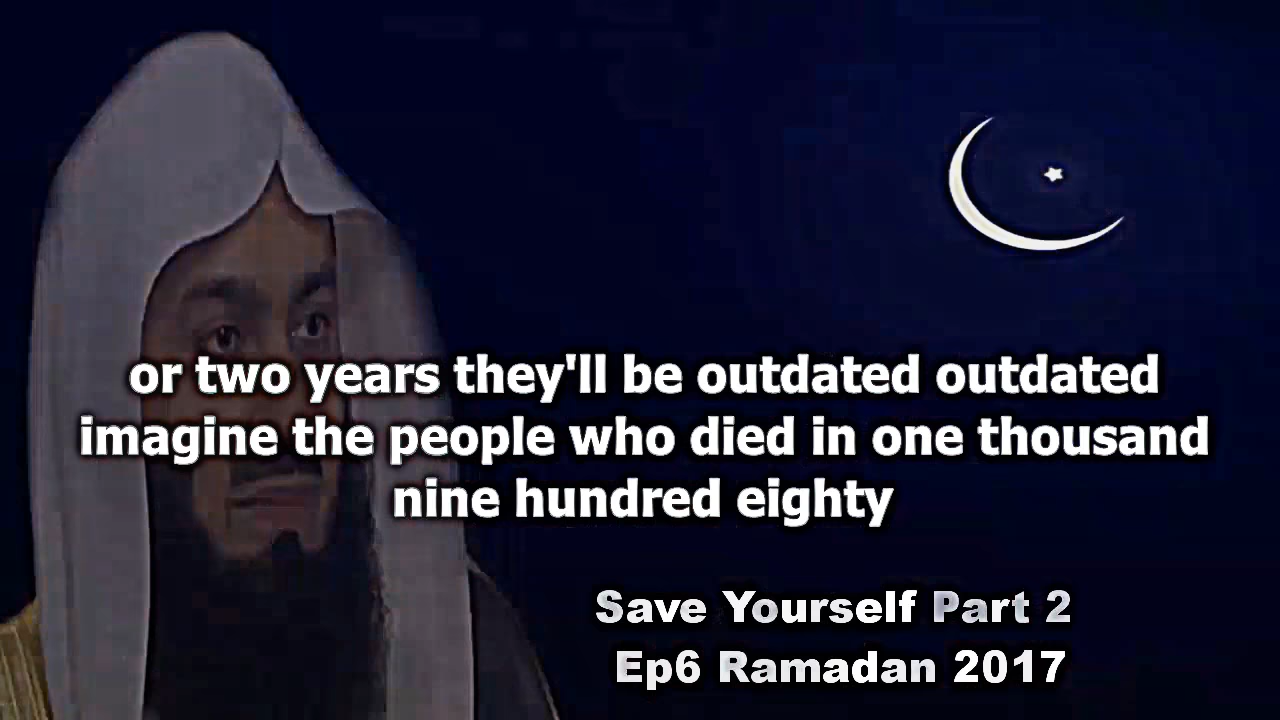 or two years they'll be outdated outdated
imagine the people who died in one thousand
nine hundred eighty
Save Yourself Part 2
Ep6 Ramadan 2017